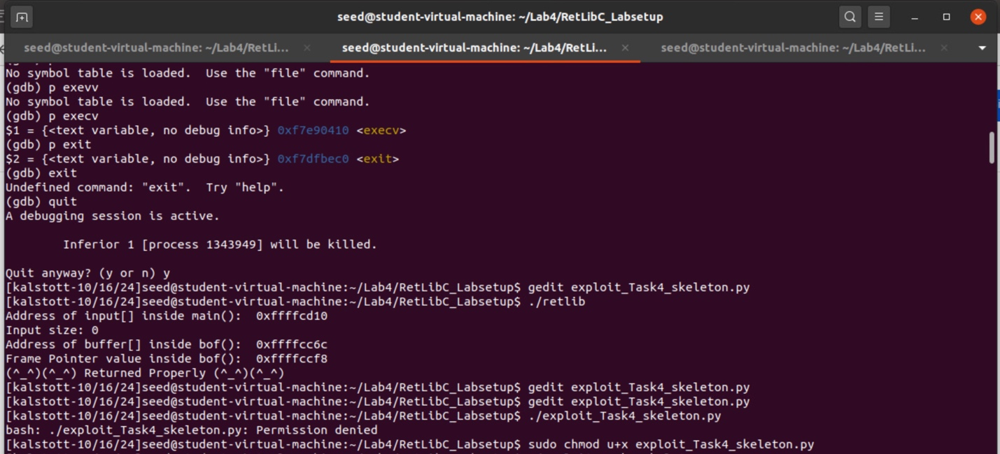 seed@student-virtual-machine: ~/Lab4/RetLibC_Labsetup
seed@student-virtual-machine: ~/Lab4/RetLi... × seed@student-virtual-machine: ~/Lab4/RetLi... × seed@student-virtual-machine: ~/Lab4/RetLi... ×
No symbol table is loaded.  Use the "file" command.
(gdb) p exevv
No symbol table is loaded.  Use the "file" command.
(gdb) p execv
$1 = {<text variable, no debug info>} 0xf7e90410 <execv>
(gdb) p exit
$2 = {<text variable, no debug info>} 0xf7dfbec0 <exit>
(gdb) exit
Undefined command: "exit".  Try "help".
(gdb) quit
A debugging session is active.
Inferior 1 [process 1343949] will be killed.
Quit anyway? (y or n) y
[kalstott-10/16/24]seed@student-virtual-machine:~/Lab4/RetLibC_Labsetup$ gedit exploit_Task4_skeleton.py
[kalstott-10/16/24]seed@student-virtual-machine:~/Lab4/RetLibC_Labsetup$ ./retlib
Address of input[] inside main():  0xffffcd10
Input size: 0
Address of buffer[] inside bof():  0xffffcc6c
Frame Pointer value inside bof():  0xffffccf8
(^_^)(^_^) Returned Properly (^_^)(^_^)
[kalstott-10/16/24]seed@student-virtual-machine:~/Lab4/RetLibC_Labsetup$ gedit exploit_Task4_skeleton.py
[kalstott-10/16/24]seed@student-virtual-machine:~/Lab4/RetLibC_Labsetup$ gedit exploit_Task4_skeleton.py
[kalstott-10/16/24]seed@student-virtual-machine:~/Lab4/RetLibC_Labsetup$ ./exploit_Task4_skeleton.py
bash: ./exploit_Task4_skeleton.py: Permission denied
[kalstott-10/16/24]seed@student-virtual-machine:~/Lab4/RetLibC_Labsetup$ sudo chmod u+x exploit_Task4_skeleton.py